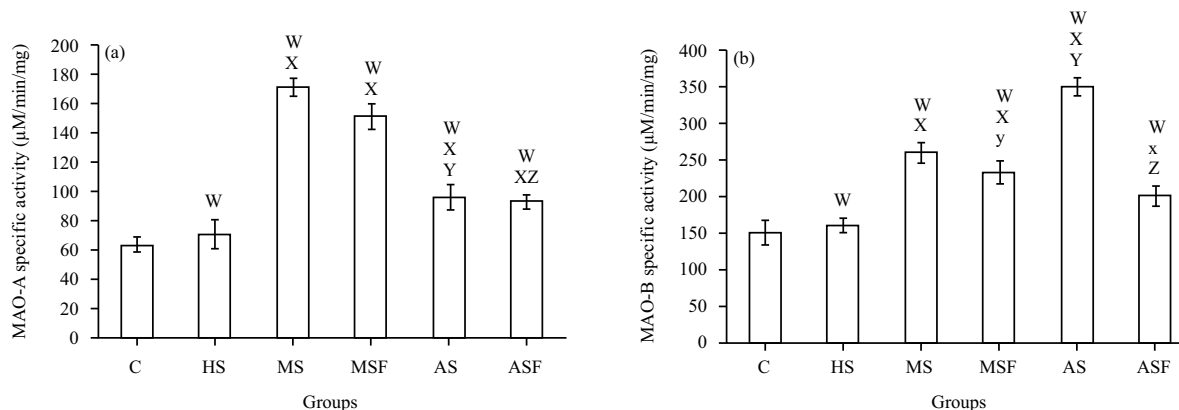 (a)
MAO-A specific activity (µM/min/mg)
200
180
160
140
120
100
80
60
40
20
0
W
W
X
W
X
W
X
Y
W
XZ
C HS MS MSF AS ASF
Groups
(b)
MAO-B specific activity (µM/min/mg)
400
350
300
250
200
150
100
50
0
W
W
X
W
X
y
W
X
Y
W
x
Z
C HS MS MSF AS ASF
Groups